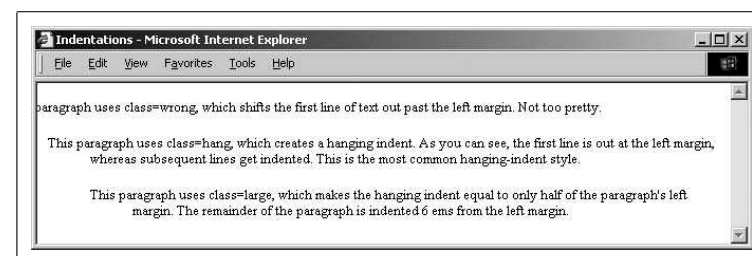 Indentations - Microsoft Internet Explorer
File Edit View Favorites Tools Help
paragraph uses class=wrong, which shifts the first line of text out past the left margin. Not too pretty.
This paragraph uses class=hang, which creates a hanging indent. As you can see, the first line is out at the left margin,
whereas subsequent lines get indented. This is the most common hanging-indent style.
This paragraph uses class=large, which makes the hanging indent equal to only half of the paragraph's left
margin. The remainder of the paragraph is indented 6 ems from the left margin.